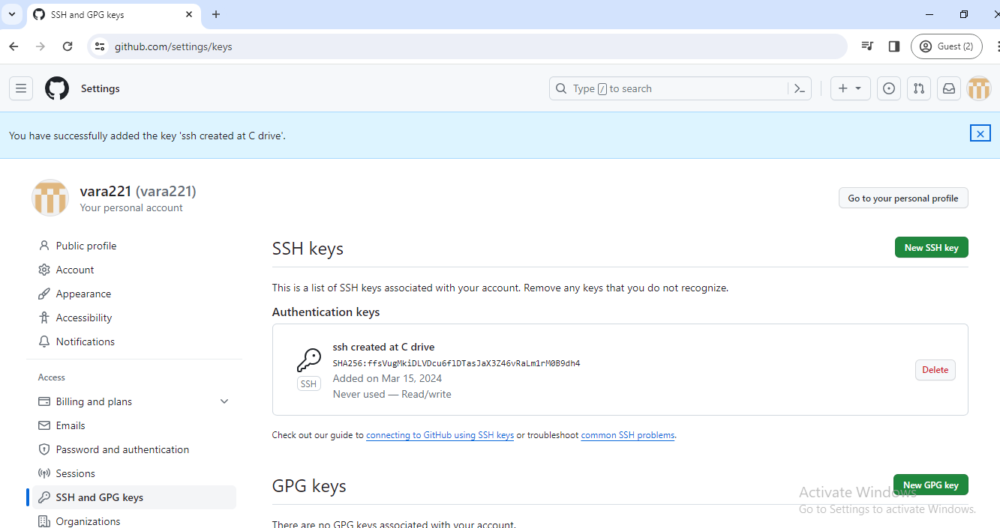 SSH and GPG keys
github.com/settings/keys
Guest (2)
Settings
Type / to search
You have successfully added the key 'ssh created at C drive'.
vara221 (vara221)
Your personal account
Go to your personal profile
Public profile
Account
Appearance
Accessibility
Notifications
Access
Billing and plans
Emails
Password and authentication
Sessions
SSH and GPG keys
Organizations
SSH keys
New SSH key
This is a list of SSH keys associated with your account. Remove any keys that you do not recognize.
Authentication keys
ssh created at C drive
SHA256:ffsVugMkiDLVDcu6flDTasJaX3Z46vRaLm1rM0B9dh4
SSH
Added on Mar 15, 2024
Never used — Read/write
Delete
Check out our guide to connecting to GitHub using SSH keys or troubleshoot common SSH problems.
GPG keys
New GPG key
There are no GPG keys associated with your account.
Activate Windows
Go to Settings to activate Windows.